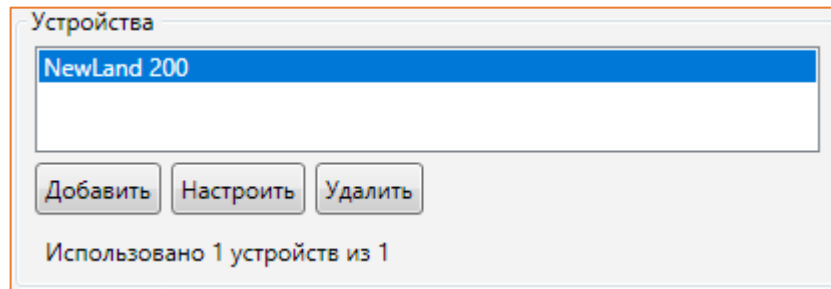 Устройства
NewLand 200
Добавить Настроить Удалить
Использовано 1 устройств из 1